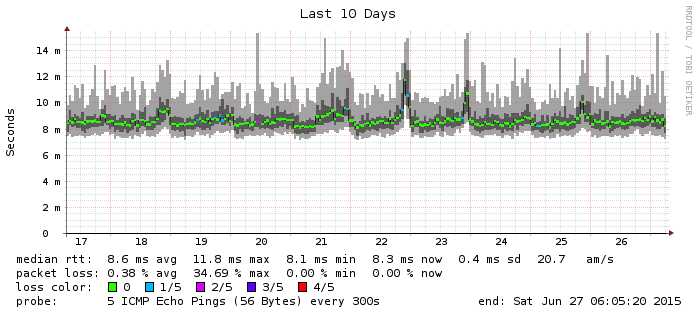 Last 10 Days
RRDTOOL / TOBI OETIKER
Seconds
14 m
12 m
10 m
8 m
6 m
4 m
2 m
0
17 18 19 20 21 22 23 24 25 26
median rtt: 8.6 ms avg 11.8 ms max 8.1 ms min 8.3 ms now 0.4 ms sd 20.7 am/s
packet loss: 0.38 % avg 34.69 % max 0.00 % min 0.00 % now
loss color: 0 1/5 2/5 3/5 4/5
probe: 5 ICMP Echo Pings (56 Bytes) every 300s end: Sat Jun 27 06:05:20 2015